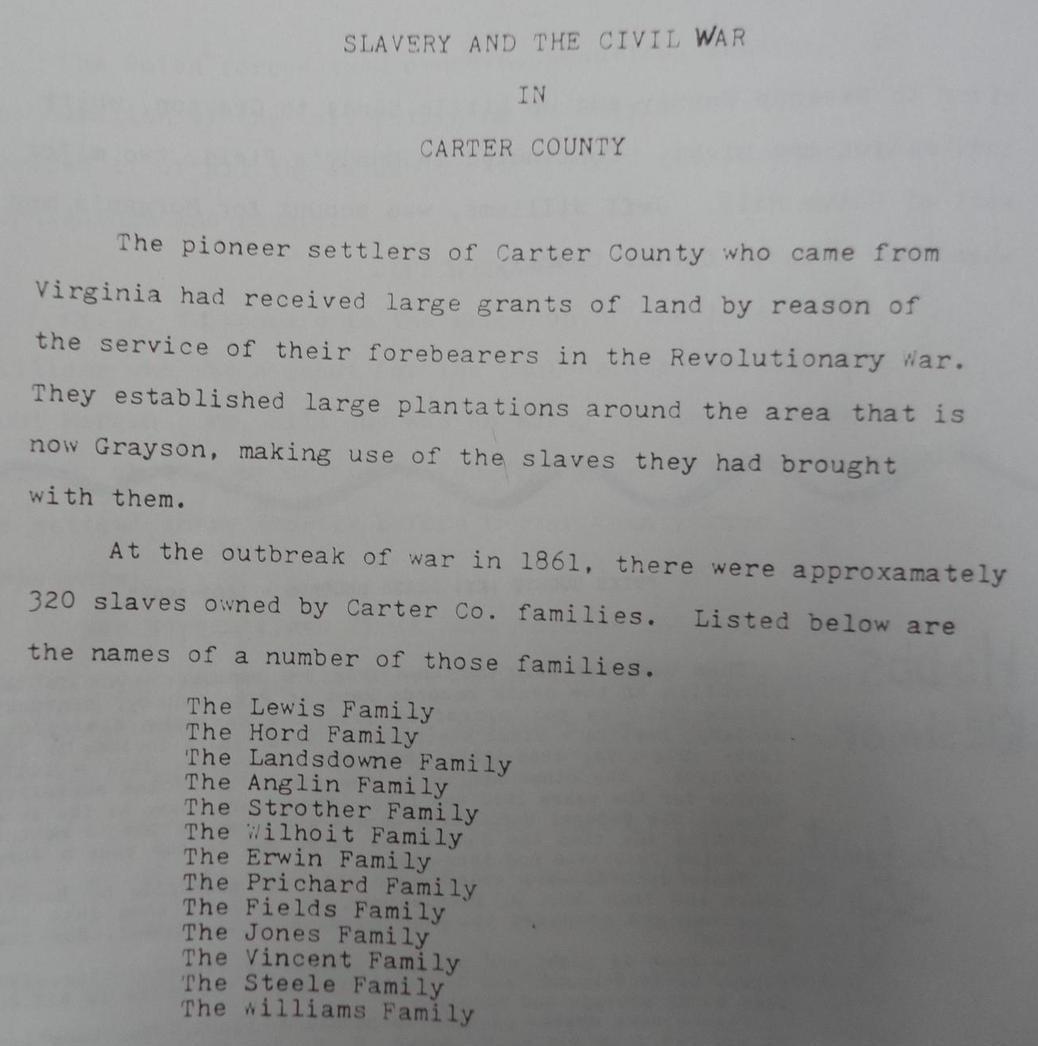 SLAVERY AND THE CIVIL WAR
IN
CARTER COUNTY
The pioneer settlers of Carter County who came from
Virginia had received large grants of land by reason of
the service of their forebearers in the Revolutionary War.
They established large plantations around the area that is
now Grayson, making use of the slaves they had brought
with them.
At the outbreak of war in 1861, there were approxamately
320 slaves owned by Carter Co. families. Listed below are
the names of a number of those families.
The Lewis Family
The Hord Family
The Landsdowne Family
The Anglin Family
The Strother Family
The Wilhoit Family
The Erwin Family
The Prichard Family
The Fields Family
The Jones Family
The Vincent Family
The Steele Family
The Williams Family